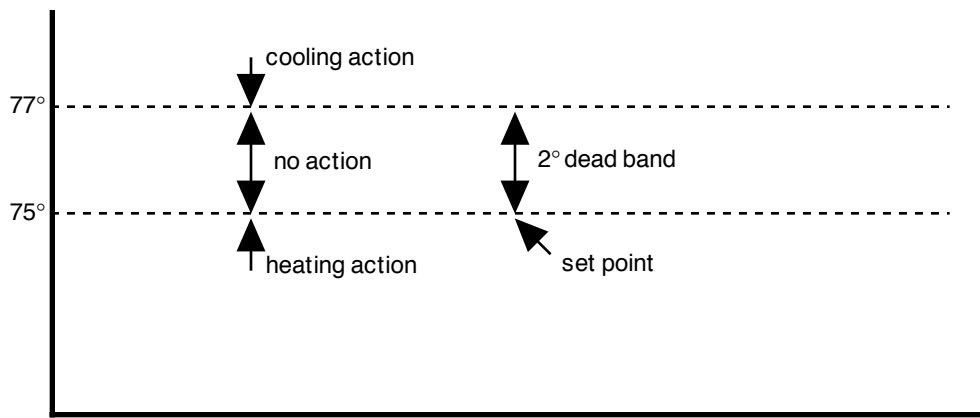 cooling action
77°
no action
2° dead band
75°
heating action
set point